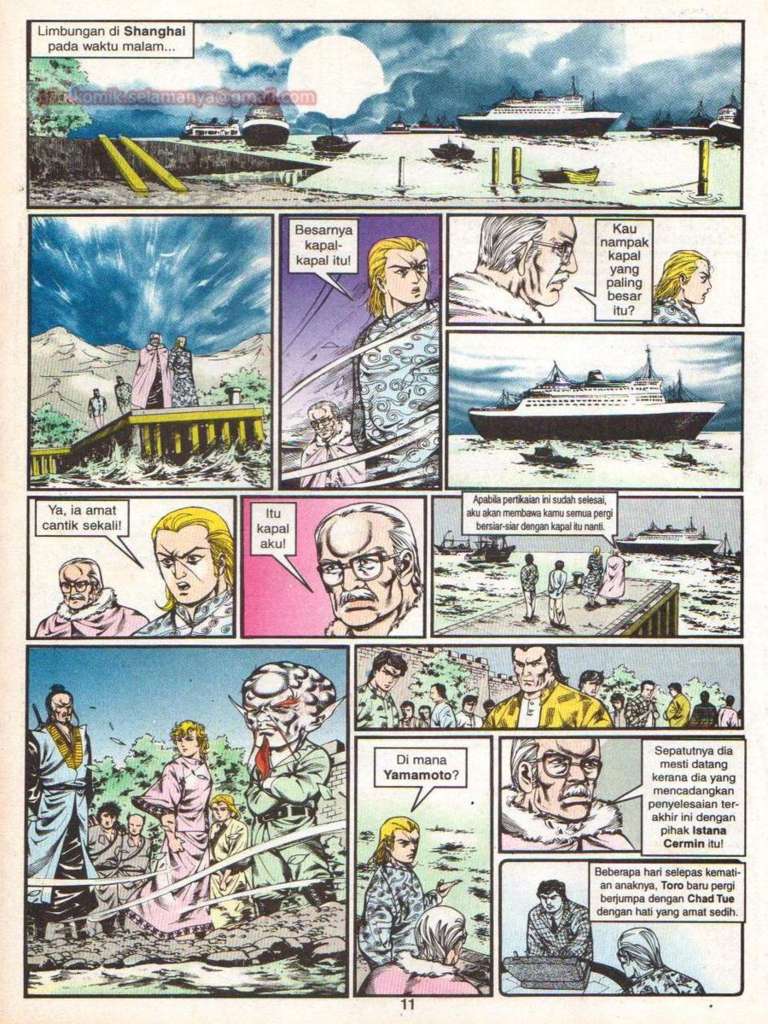 Limbungan di Shanghai
pada waktu malam...
komik.selamanya@gmail.com
Besarnya
kapal-
kapal itu!
Kau
nampak
kapal
yang
paling
besar
itu?
Ya, ia amat
cantik sekali!
Itu
kapal
aku!
Apabila pertikaian ini sudah selesai,
aku akan membawa kamu semua pergi
bersiar-siar dengan kapal itu nanti.
Di mana
Yamamoto?
Sepatutnya dia
mesti datang
kerana dia yang
mencadangkan
penyelesaian ter-
akhir ini dengan
pihak Istana
Cermin itu!
Beberapa hari selepas kemati-
an anaknya, Toro baru pergi
berjumpa dengan Chad Tue
dengan hati yang amat sedih.
11